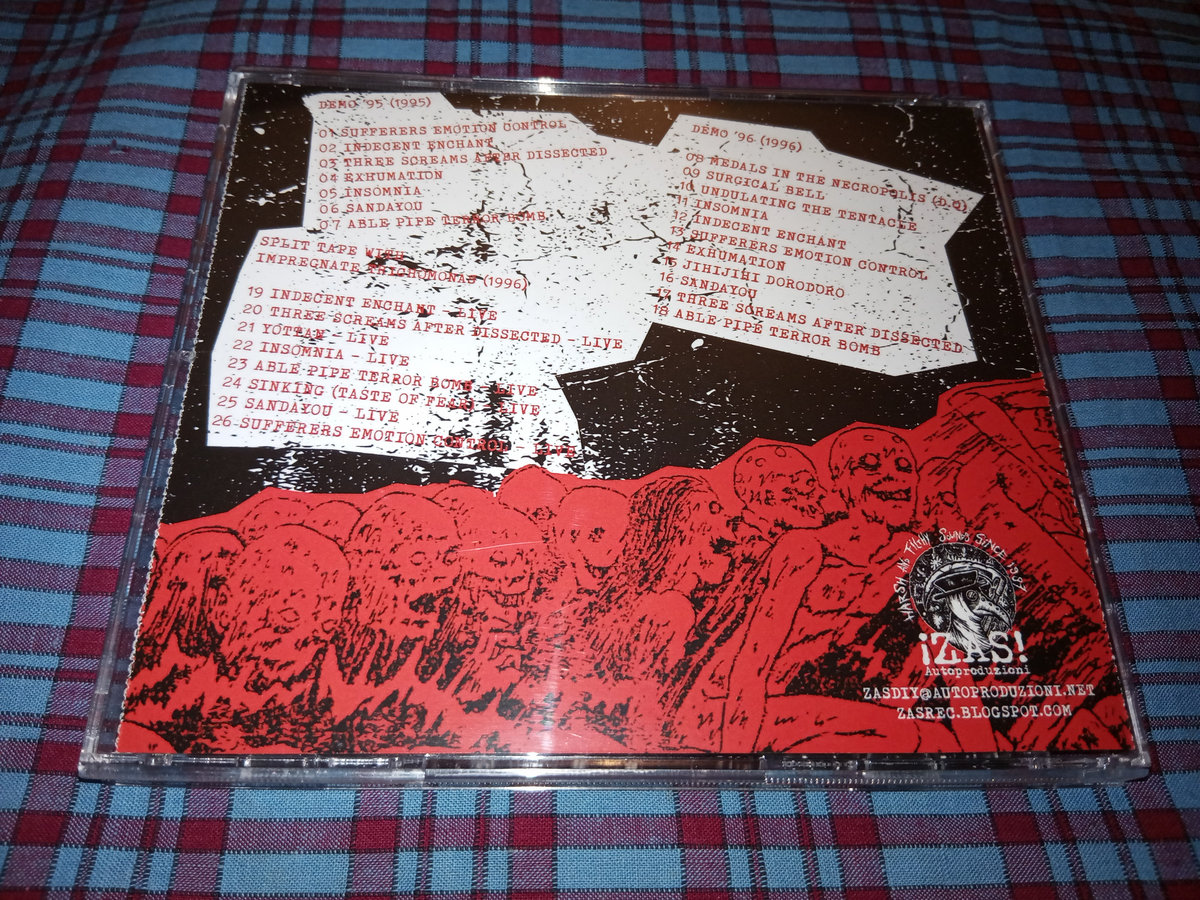 DEMO '95 (1995)
01 SUFFERERS EMOTION CONTROL
02 INDECENT ENCHANT
03 THREE SCREAMS AFTER DISSECTED
04 EXHUMATION
05 INSOMNIA
06 SANDAYOU
07 ABLE PIPE TERROR BOMB
DEMO '96 (1996)
08 MEDALS IN THE NECROPOLIS (D.O)
09 SURGICAL BELL
10 UNDULATING THE TENTACLE
11 INSOMNIA
12 INDECENT ENCHANT
13 SUFFERERS EMOTION CONTROL
14 EXHUMATION
15 JIHIJIHI DORODORO
16 SANDAYOU
17 THREE SCREAMS AFTER DISSECTED
18 ABLE PIPE TERROR BOMB
SPLIT TAPE WITH
IMPREGNATE (1996)
19 INDECENT ENCHANT - LIVE
20 THREE SCREAMS AFTER DISSECTED - LIVE
21 YOTTAN - LIVE
22 INSOMNIA - LIVE
23 ABLE PIPE TERROR BOMB - LIVE
24 SINKING (TASTE OF FEAR) - LIVE
25 SANDAYOU - LIVE
26 SUFFERERS EMOTION CONTROL - LIVE
HARSH AND FILTHY SOUNDS SINCE 1987
¡ZAS!
Autoproduzioni
ZASDIY@AUTOPRODUZIONI.NET
ZASREC.BLOGSPOT.COM